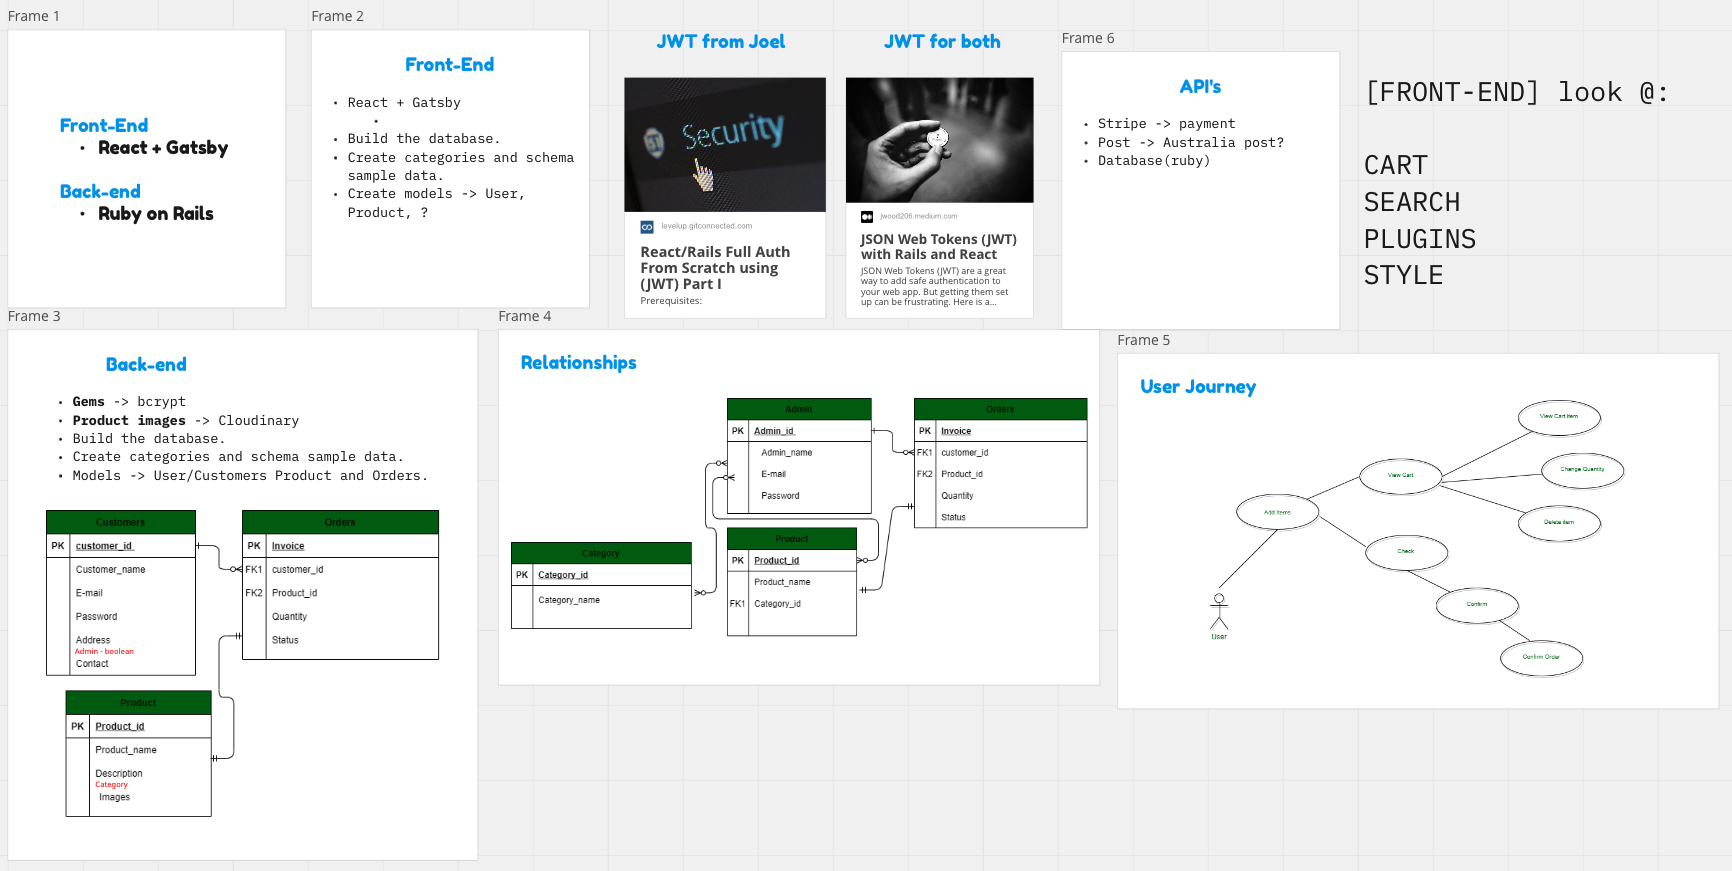 Frame 1
Front-End
• React + Gatsby
Back-end
• Ruby on Rails
Frame 2
Front-End
• React + Gatsby
•
• Build the database.
• Create categories and schema
sample data.
• Create models -> User,
Product, ?
JWT from Joel
Security
levelup.gitconnected.com
React/Rails Full Auth
From Scratch using
(JWT) Part I
Prerequisites:
JWT for both
jwood206.medium.com
JSON Web Tokens (JWT)
with Rails and React
JSON Web Tokens (JWT) are a great
way to add safe authentication to
your web app. But getting them set
up can be frustrating. Here is a...
Frame 6
API's
• Stripe -> payment
• Post -> Australia post?
• Database(ruby)
[FRONT-END] look @:
CART
SEARCH
PLUGINS
STYLE
Frame 3
Back-end
• Gems -> bcrypt
• Product images -> Cloudinary
• Build the database.
• Create categories and schema sample data.
• Models -> User/Customers Product and Orders.
Customers
PK customer_id
Customer_name
E-mail
Password
Address
Admin - boolean
Contact
Orders
PK Invoice
FK1 customer_id
FK2 Product_id
Quantity
Status
Product
PK Product_id
Product_name
Description
Category
Images
Frame 4
Relationships
Admin
PK Admin_id
Admin_name
E-mail
Password
Orders
PK Invoice
FK1 customer_id
FK2 Product_id
Quantity
Status
Category
PK Category_id
Category_name
Product
PK Product_id
Product_name
FK1 Category_id
Frame 5
User Journey
View Cart item
View Cart
Change Quantity
Add items
Delete item
Check
Confirm
User
Confirm Order